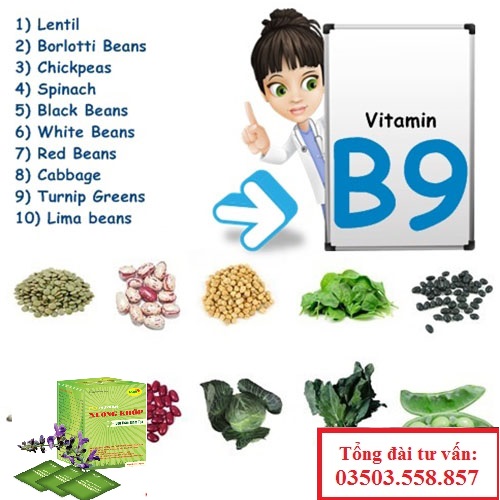 1) Lentil
2) Borlotti Beans
3) Chickpeas
4) Spinach
5) Black Beans
6) White Beans
7) Red Beans
8) Cabbage
9) Turnip Greens
10) Lima beans
Vitamin
B9
XƯƠNG KHỚP
Tổng đài tư vấn:
03503.558.857